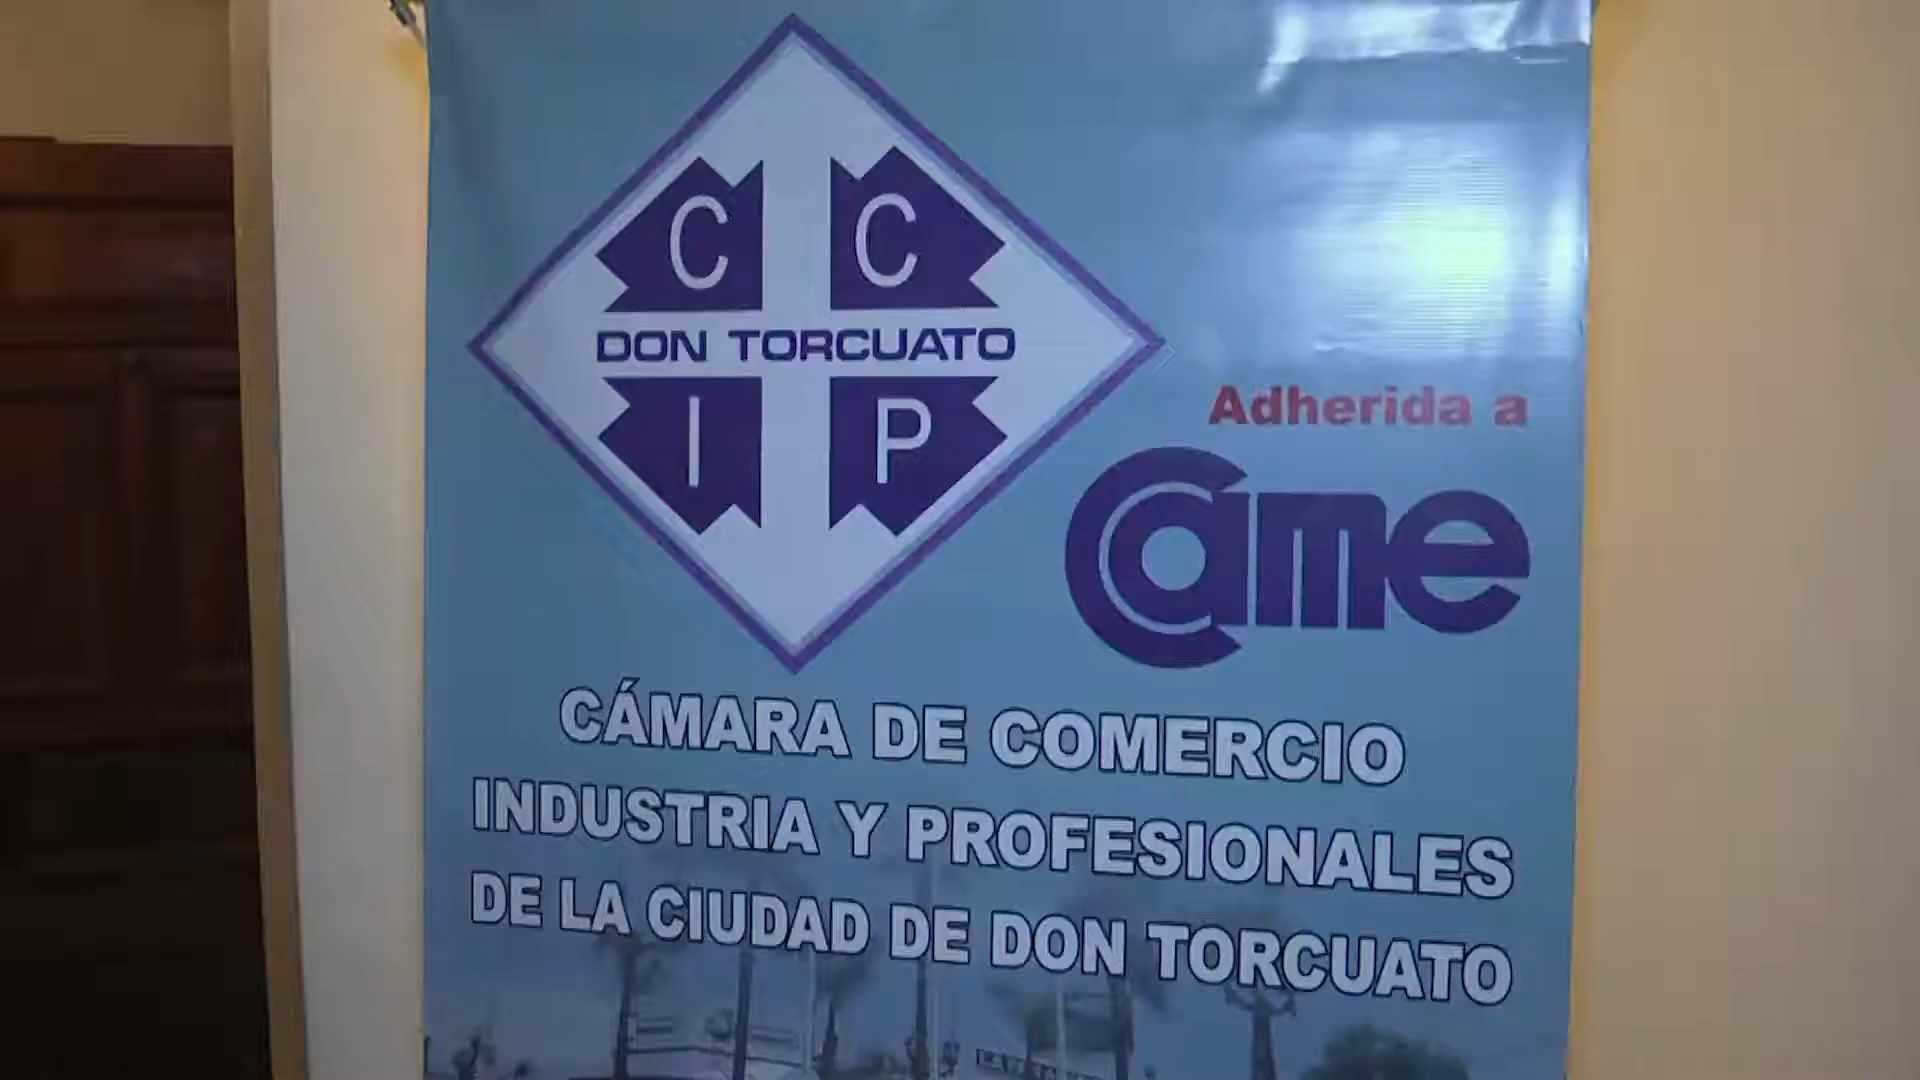 C C
DON TORCUATO
I P
Adherida a
Came
CÁMARA DE COMERCIO
INDUSTRIA Y PROFESIONALES
DE LA CIUDAD DE DON TORCUATO